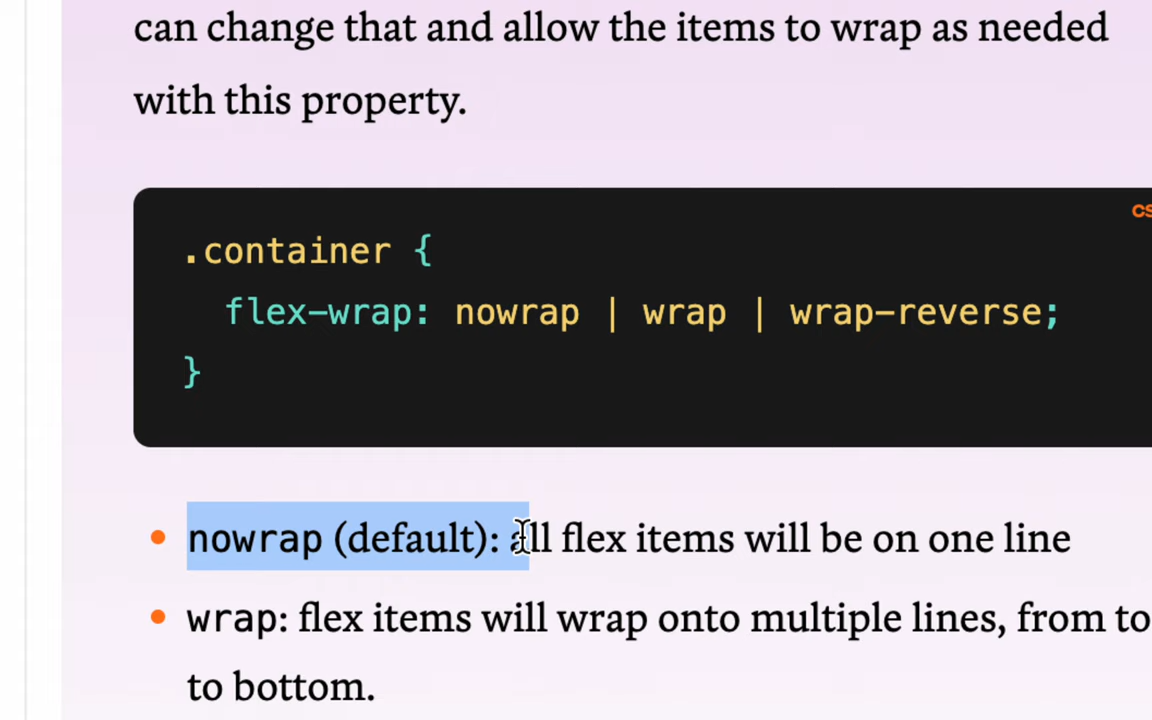 can change that and allow the items to wrap as needed
with this property.
CS
.container {
flex-wrap: nowrap | wrap | wrap-reverse;
}
nowrap (default): all flex items will be on one line
wrap: flex items will wrap onto multiple lines, from to
to bottom.